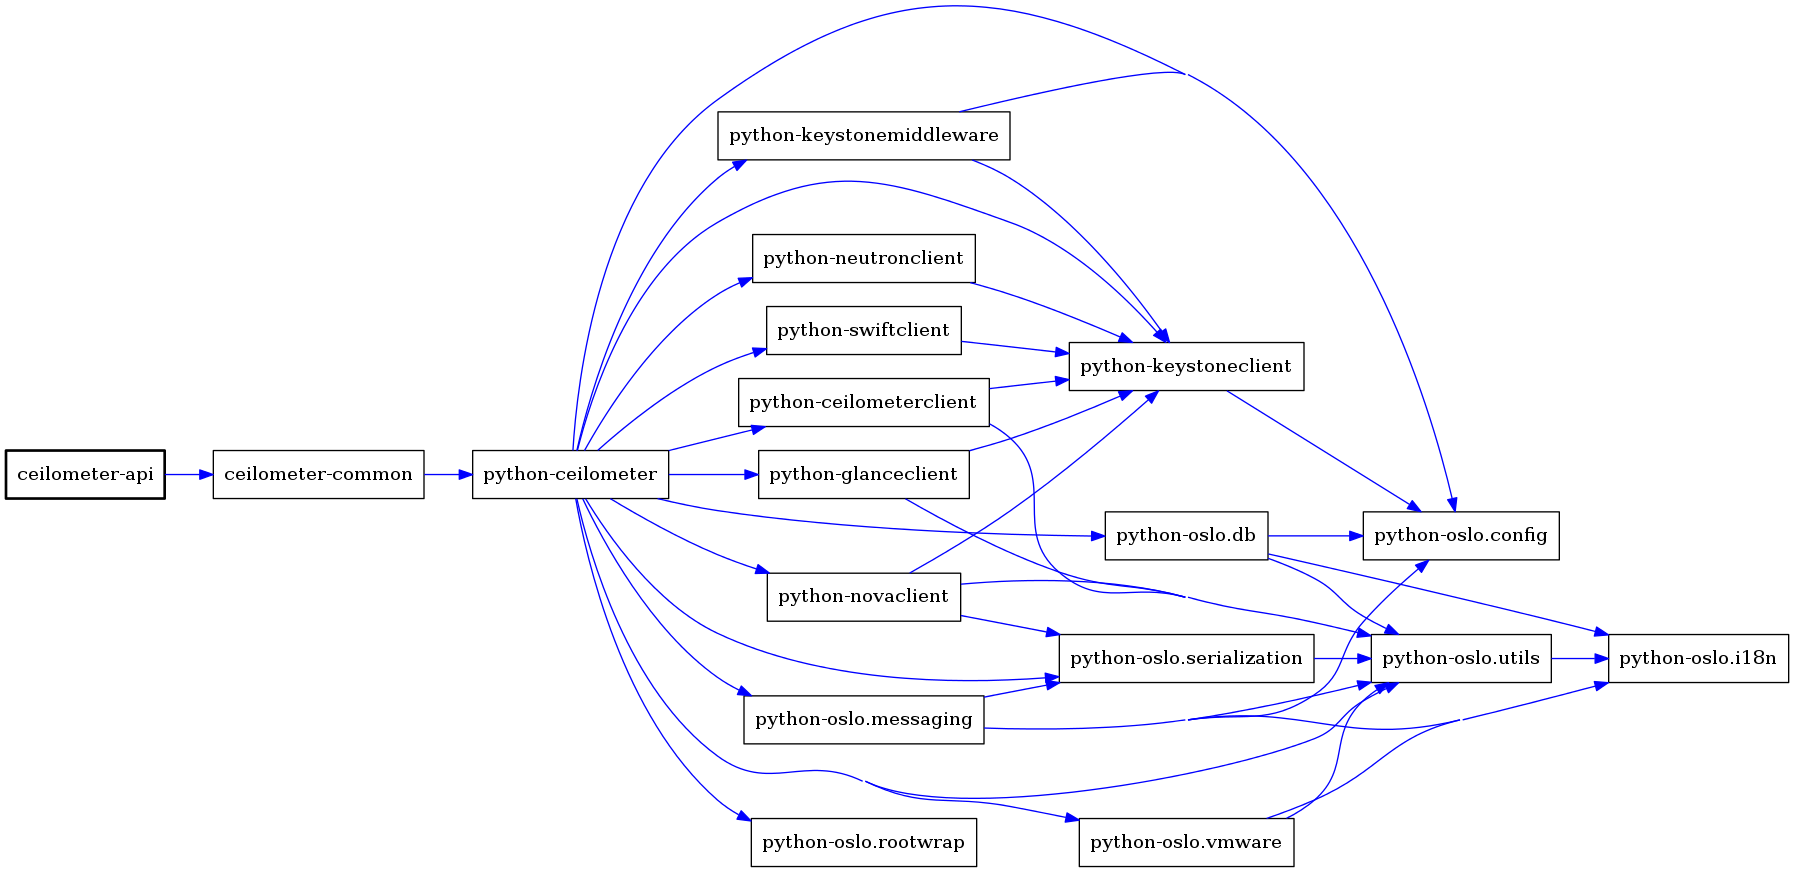 python-keystonemiddleware
python-neutronclient
python-swiftclient
python-keystoneclient
python-ceilometerclient
ceilometer-api
ceilometer-common
python-ceilometer
python-glanceclient
python-oslo.db
python-oslo.config
python-novaclient
python-oslo.serialization
python-oslo.utils
python-oslo.i18n
python-oslo.messaging
python-oslo.rootwrap
python-oslo.vmware